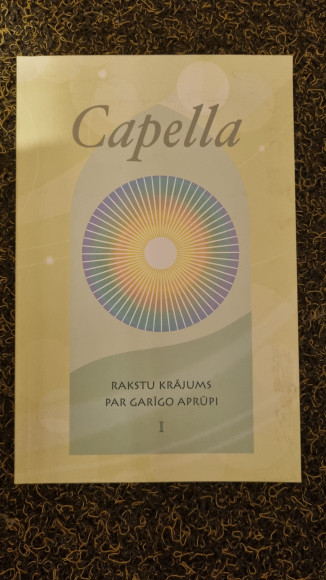 Capella
RAKSTU KRĀJUMS
PAR GARĪGO APRŪPI
I